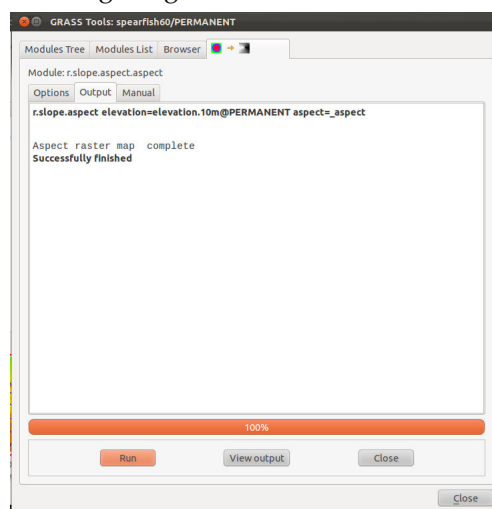 GRASS Tools: spearfish60/PERMANENT
Modules Tree Modules List Browser
Module: r.slope.aspect.aspect
Options Output Manual
r.slope.aspect elevation=elevation.10m@PERMANENT aspect=_aspect
Aspect raster map complete
Successfully finished
100%
Run View output Close
Close